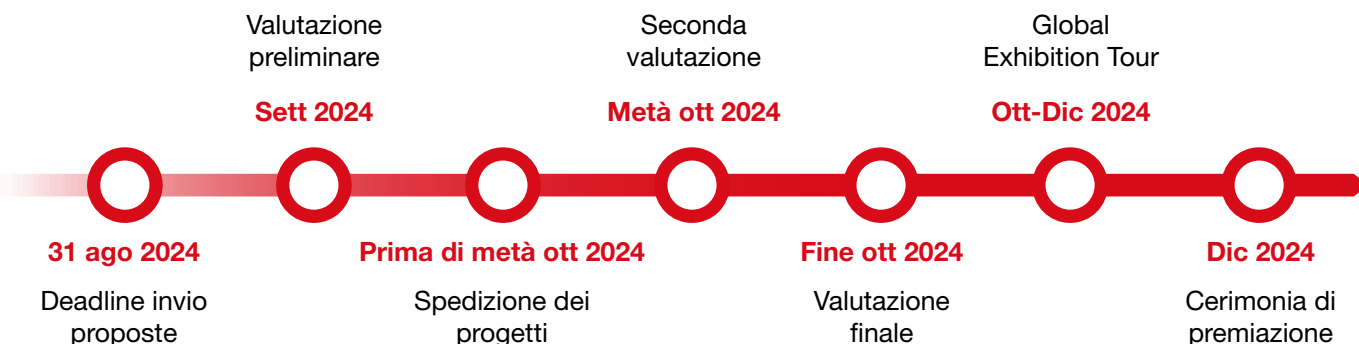 Valutazione
preliminare
Sett 2024
Seconda
valutazione
Metà ott 2024
Global
Exhibition Tour
Ott-Dic 2024
31 ago 2024
Deadline invio
proposte
Prima di metà ott 2024
Spedizione dei
progetti
Fine ott 2024
Valutazione
finale
Dic 2024
Cerimonia di
premiazione